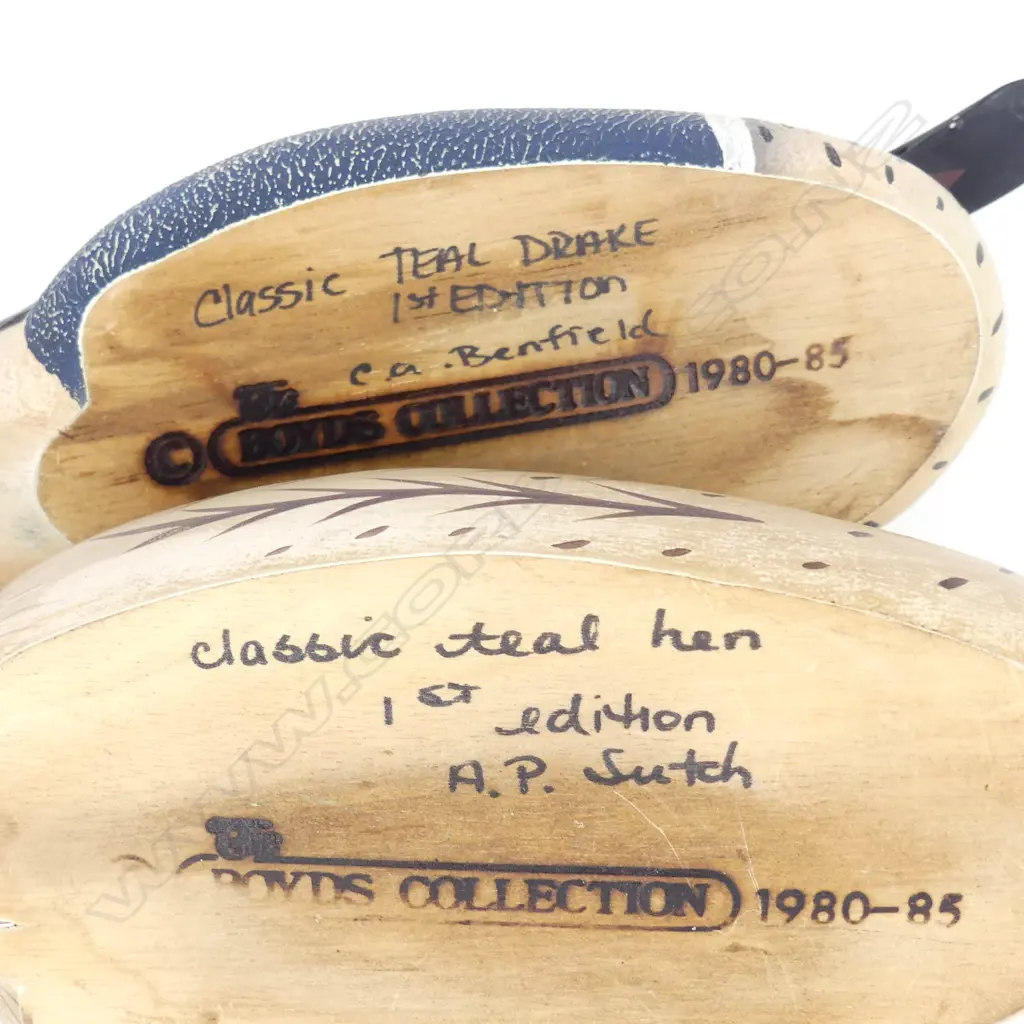 Classic TEAL DRAKE
1st EDITION
C.a. Benfield
The
© BOYDS COLLECTION 1980-85
classic teal hen
1ST edition
A.P. Sutch
The
BOYDS COLLECTION 1980-85